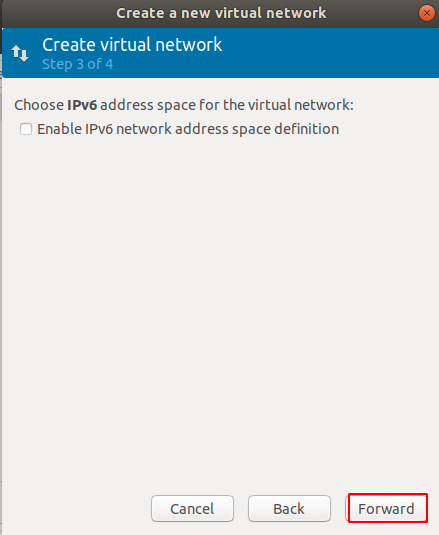 Create a new virtual network
Create virtual network
Step 3 of 4
Choose IPv6 address space for the virtual network:
Enable IPv6 network address space definition
Cancel Back Forward